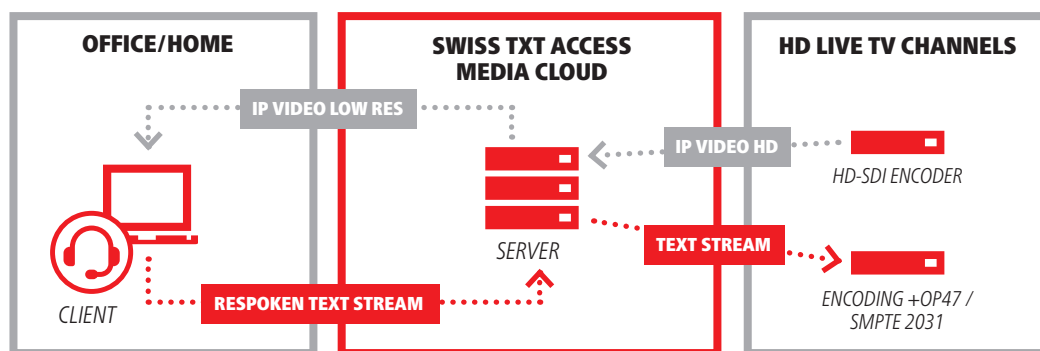 OFFICE/HOME
SWISS TXT ACCESS
MEDIA CLOUD
HD LIVE TV CHANNELS
IP VIDEO LOW RES
IP VIDEO HD
HD-SDI ENCODER
SERVER
TEXT STREAM
CLIENT
RESPOKEN TEXT STREAM
ENCODING +OP47 /
SMPTE 2031